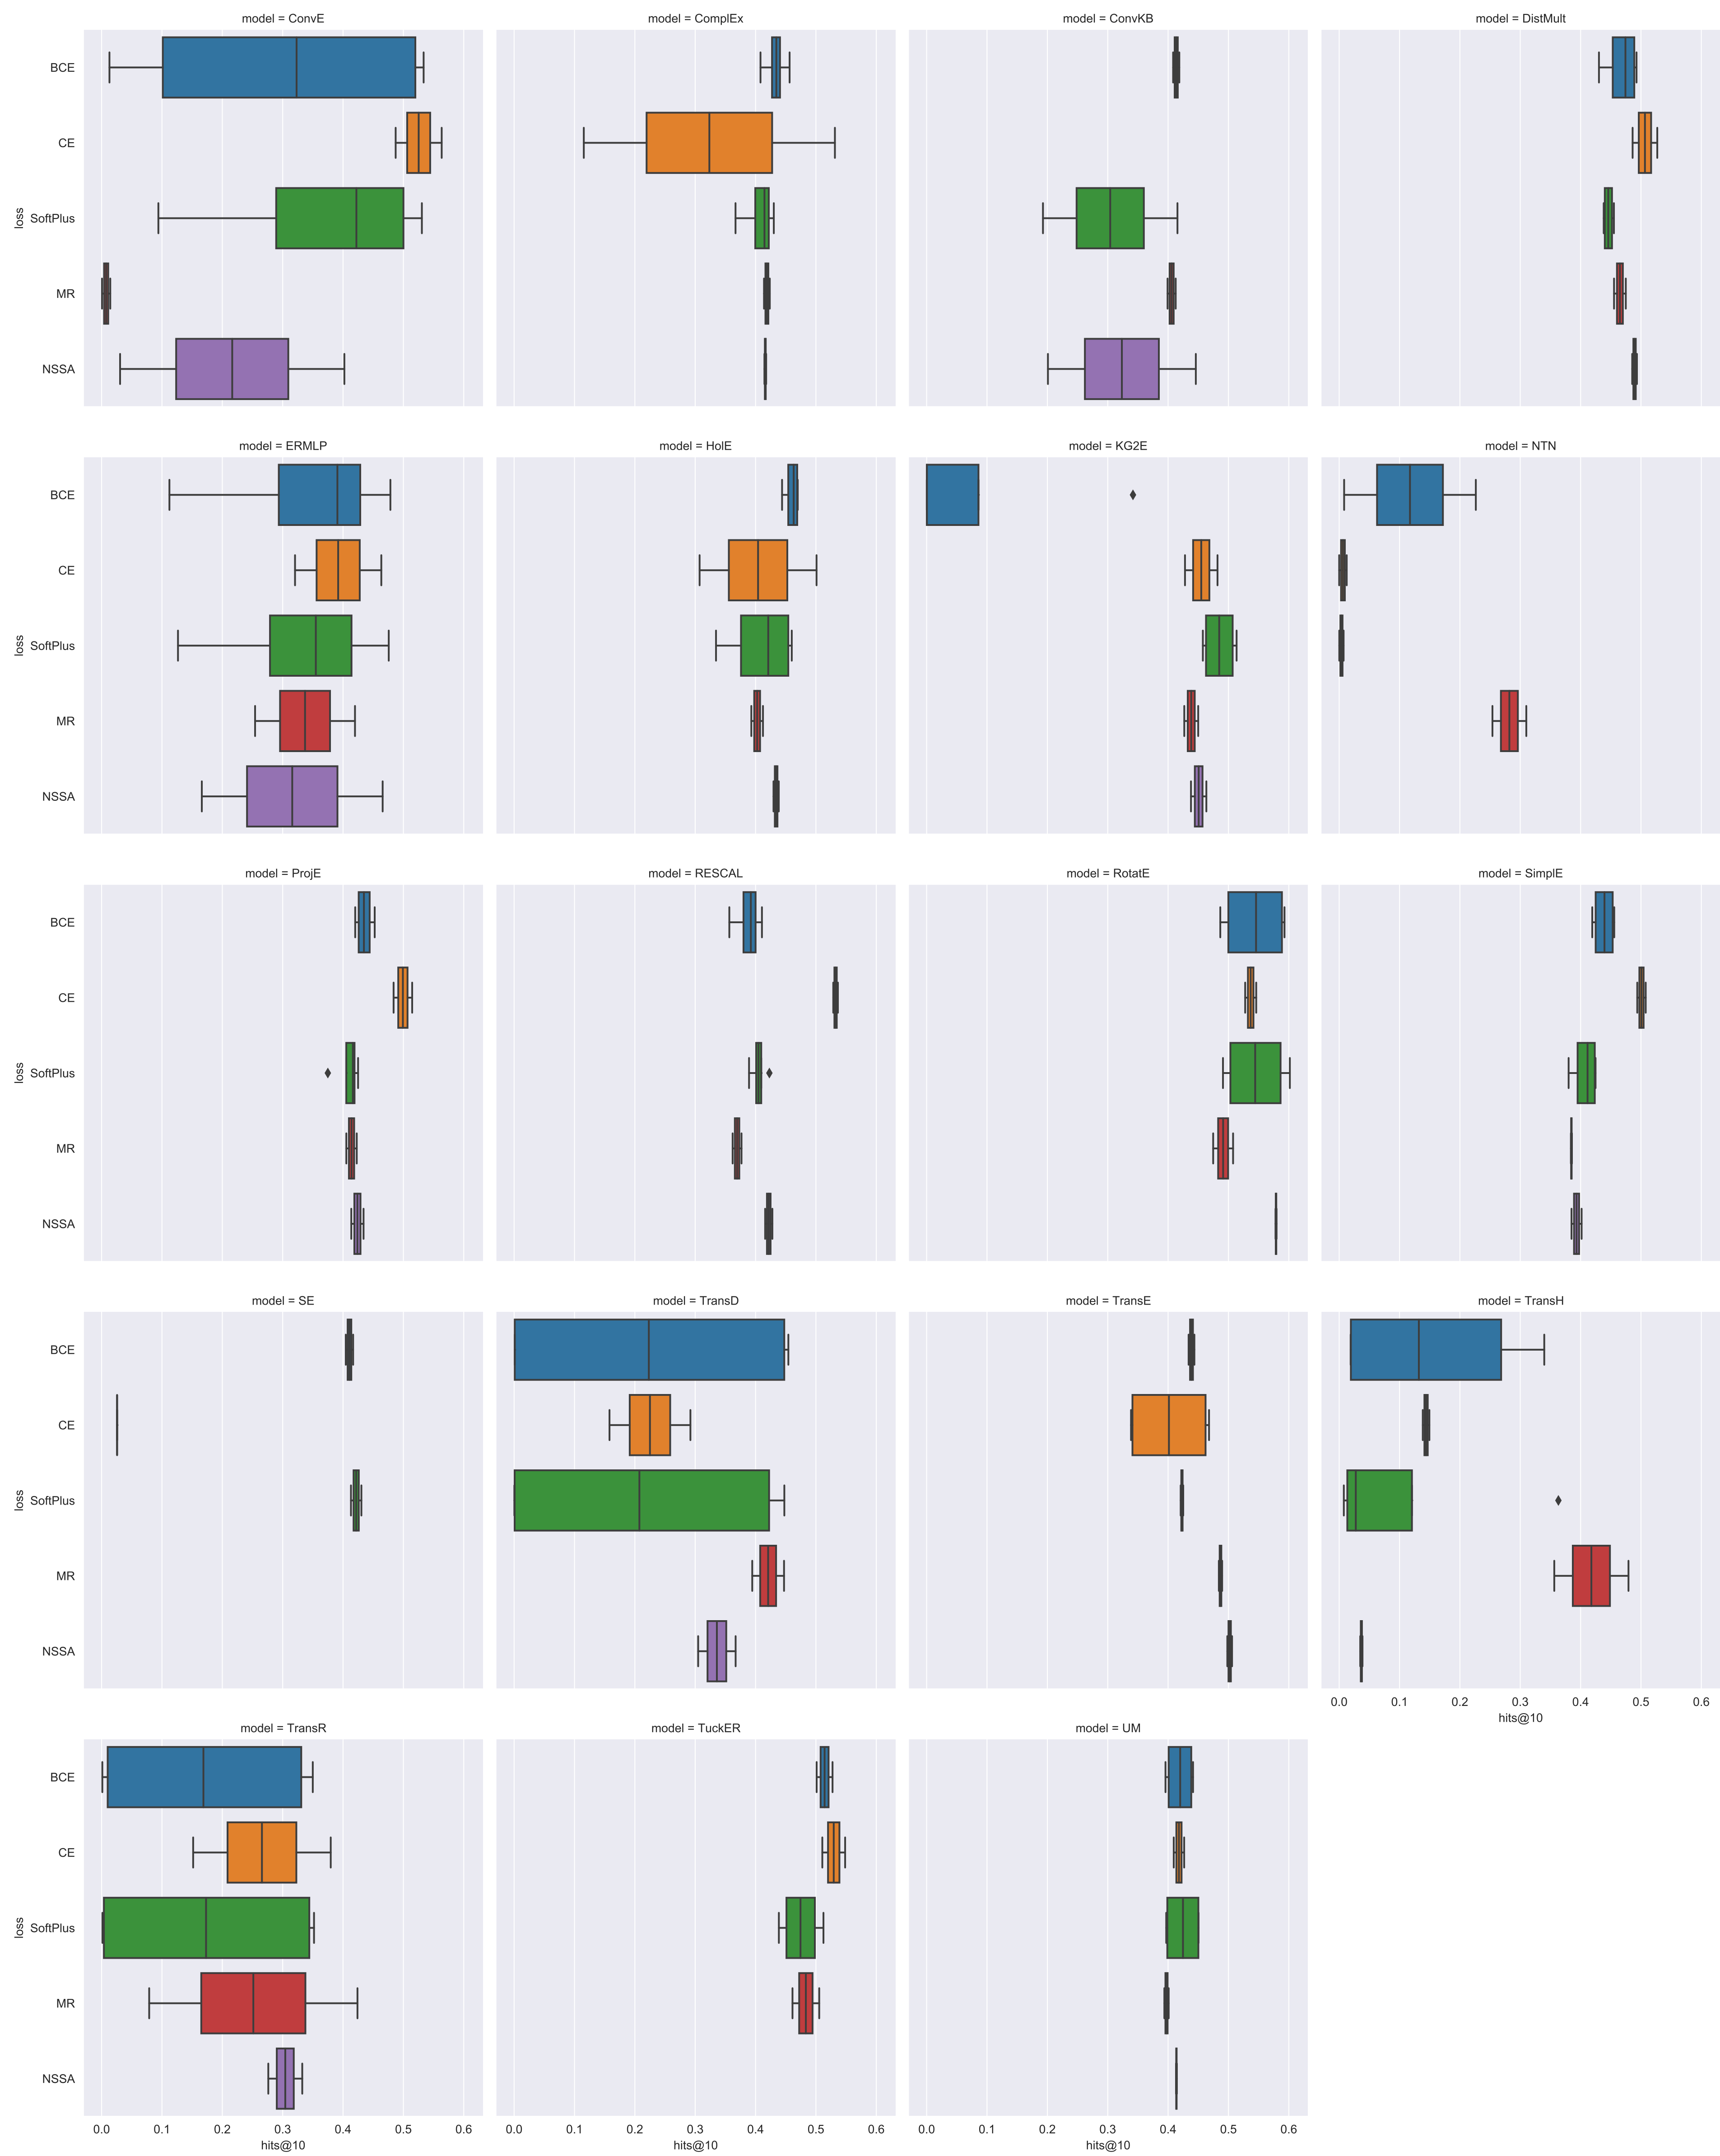 model = ConvE
model = ComplEx
model = ConvKB
model = DistMult
BCE
CE
SoftPlus
MR
NSSA
loss
model = ERMLP
model = HolE
model = KG2E
model = NTN
BCE
CE
SoftPlus
MR
NSSA
loss
model = ProjE
model = RESCAL
model = RotatE
model = SimplE
BCE
CE
SoftPlus
MR
NSSA
loss
model = SE
model = TransD
model = TransE
model = TransH
BCE
CE
SoftPlus
MR
NSSA
loss
0.0 0.1 0.2 0.3 0.4 0.5 0.6
hits@10
model = TransR
model = TuckER
model = UM
BCE
CE
SoftPlus
MR
NSSA
loss
0.0 0.1 0.2 0.3 0.4 0.5 0.6
hits@10
0.0 0.1 0.2 0.3 0.4 0.5 0.6
hits@10
0.0 0.1 0.2 0.3 0.4 0.5 0.6
hits@10